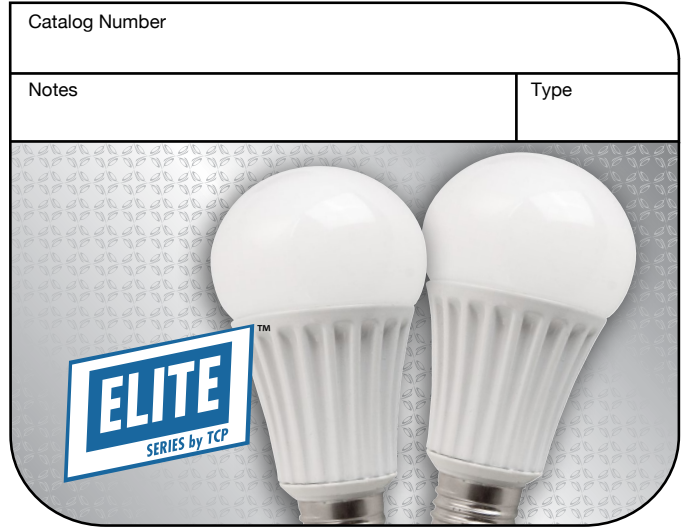 Catalog Number
Notes
Type
™
ELITE
SERIES by TCP